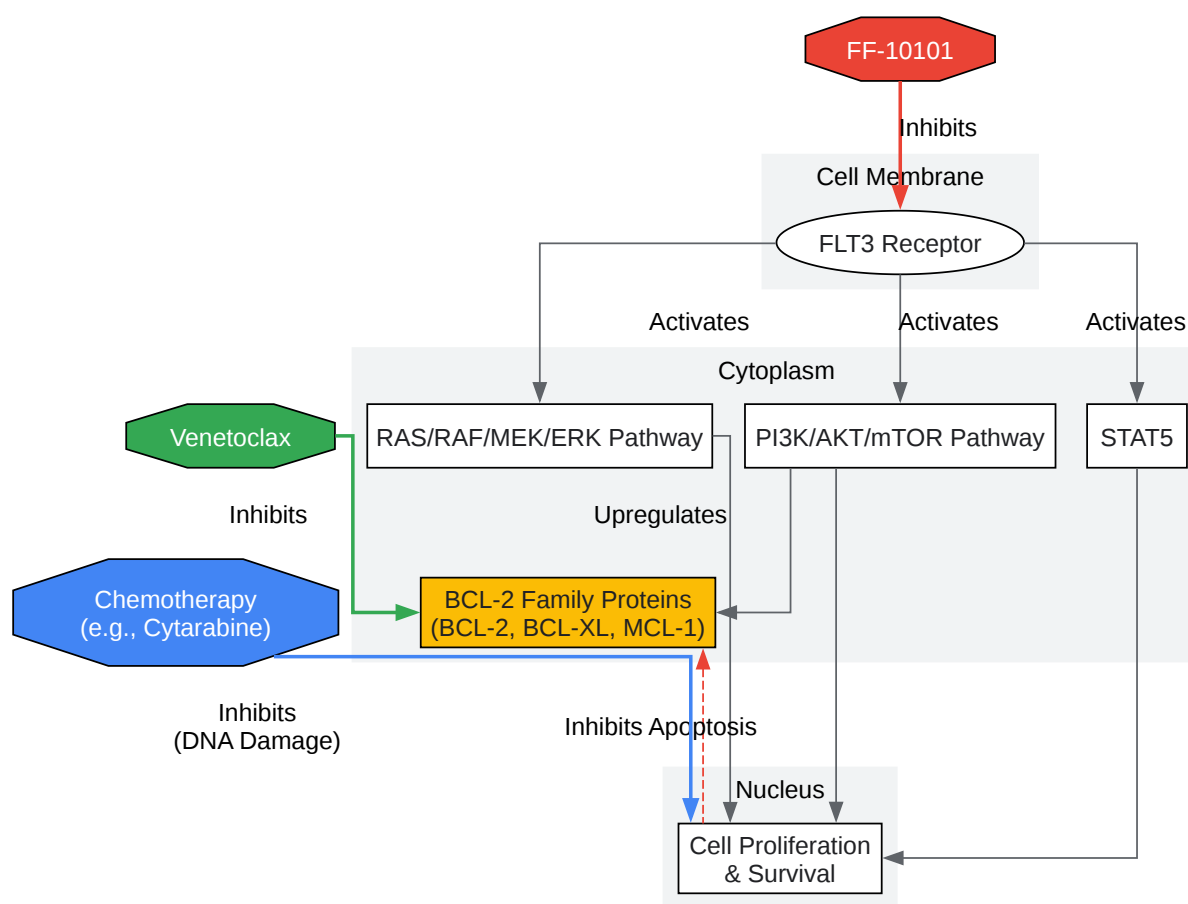 FF-10101
Inhibits
Cell Membrane
FLT3 Receptor
Activates
Activates
Activates
Cytoplasm
Venetoclax
RAS/RAF/MEK/ERK Pathway
PI3K/AKT/mTOR Pathway
STAT5
Inhibits
Upregulates
Chemotherapy
(e.g., Cytarabine)
BCL-2 Family Proteins
(BCL-2, BCL-XL, MCL-1)
Inhibits
(DNA Damage)
Inhibits Apoptosis
Nucleus
Cell Proliferation
& Survival